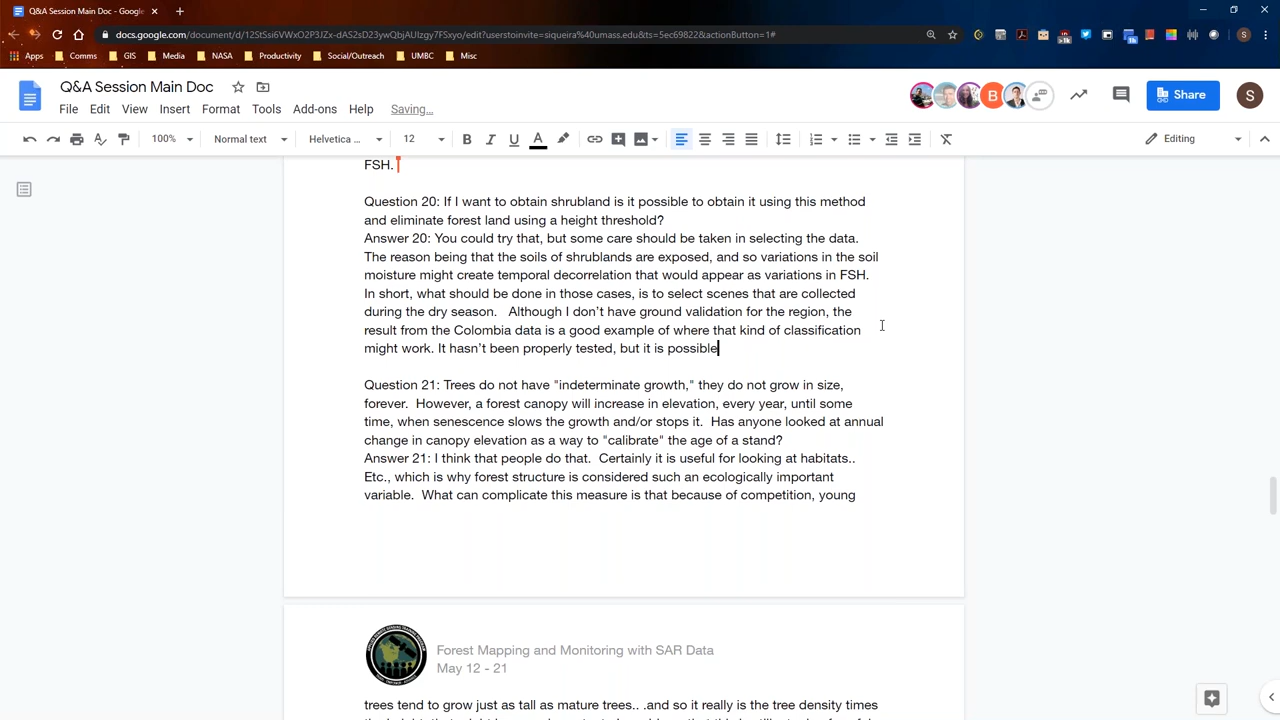 Q&A Session Main Doc - Google
docs.google.com/document/d/12StSsi6VWxO2P3JZx-dAS2sD23ywQbjAUIzgy7FSxyo/edit?userstoinvite=siqueira%40umass.edu&ts=5ec69822&actionButton=1#
Apps Comms GIS Media NASA Productivity Social/Outreach UMBC Misc
Q&A Session Main Doc
File Edit View Insert Format Tools Add-ons Help Saving...
B Share S
100% Normal text Helvetica ... 12 B I U A Editing
FSH.
Question 20: If I want to obtain shrubland is it possible to obtain it using this method
and eliminate forest land using a height threshold?
Answer 20: You could try that, but some care should be taken in selecting the data.
The reason being that the soils of shrublands are exposed, and so variations in the soil
moisture might create temporal decorrelation that would appear as variations in FSH.
In short, what should be done in those cases, is to select scenes that are collected
during the dry season.   Although I don't have ground validation for the region, the
result from the Colombia data is a good example of where that kind of classification
might work. It hasn't been properly tested, but it is possible
Question 21: Trees do not have "indeterminate growth," they do not grow in size,
forever.  However, a forest canopy will increase in elevation, every year, until some
time, when senescence slows the growth and/or stops it.  Has anyone looked at annual
change in canopy elevation as a way to "calibrate" the age of a stand?
Answer 21: I think that people do that.  Certainly it is useful for looking at habitats..
Etc., which is why forest structure is considered such an ecologically important
variable.  What can complicate this measure is that because of competition, young
Forest Mapping and Monitoring with SAR Data
May 12 - 21
trees tend to grow just as tall as mature trees.. .and so it really is the tree density times